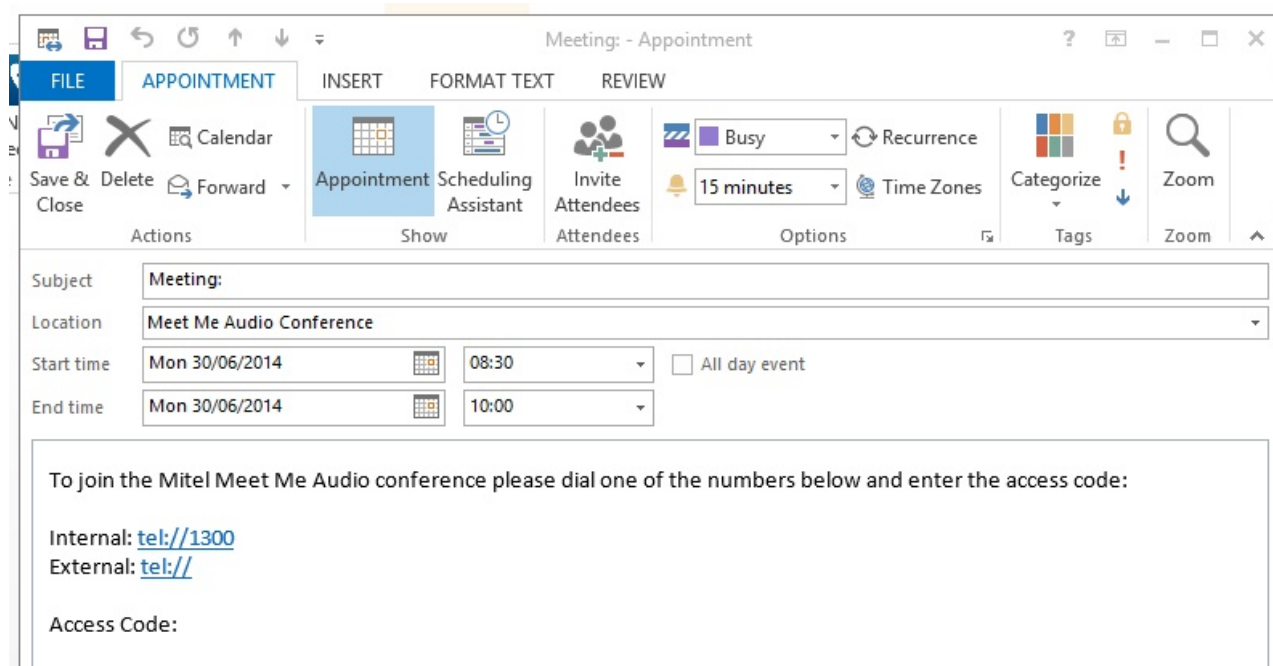 Meeting: - Appointment
FILE APPOINTMENT INSERT FORMAT TEXT REVIEW
Save & Close Delete Calendar Forward Actions
Appointment Scheduling Assistant Show
Invite Attendees Attendees
Busy Recurrence
15 minutes Time Zones
Options
Categorize Tags
Zoom Zoom
Subject Meeting:
Location Meet Me Audio Conference
Start time Mon 30/06/2014 08:30 All day event
End time Mon 30/06/2014 10:00
To join the Mitel Meet Me Audio conference please dial one of the numbers below and enter the access code:
Internal: tel://1300
External: tel://
Access Code: